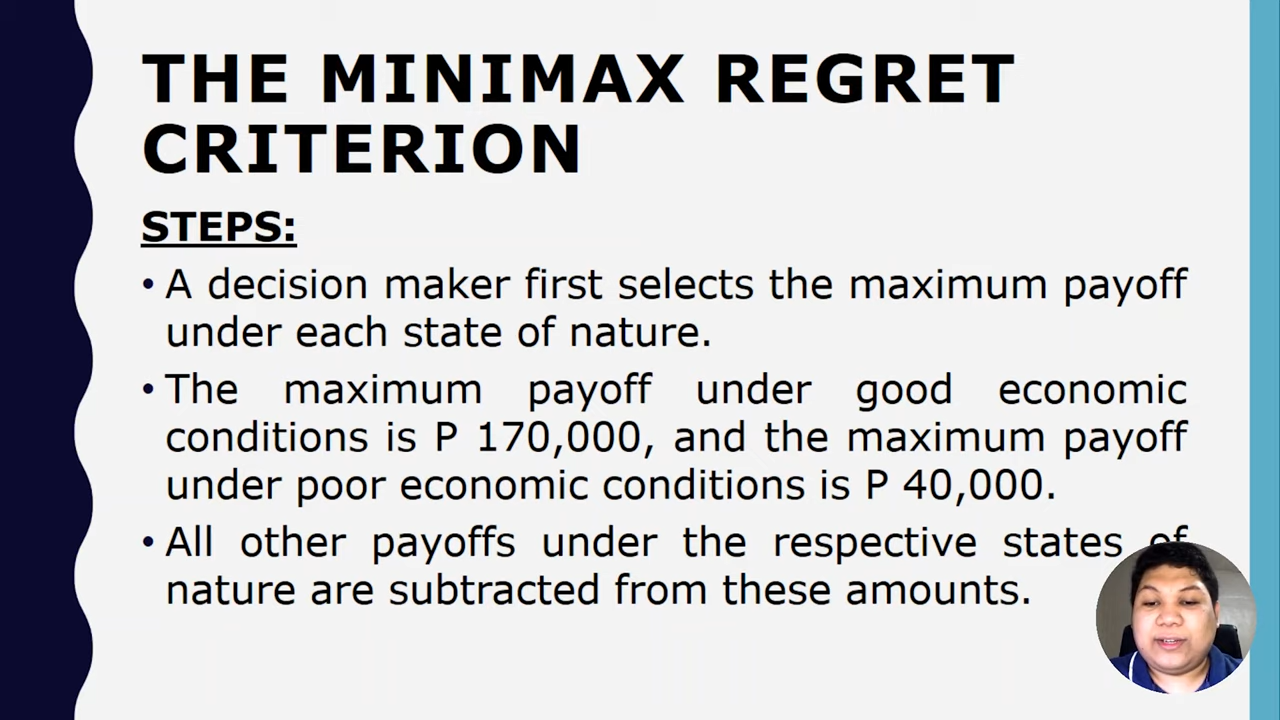 THE MINIMAX REGRET
CRITERION
STEPS:
• A decision maker first selects the maximum payoff
under each state of nature.
• The maximum payoff under good economic
conditions is P 170,000, and the maximum payoff
under poor economic conditions is P 40,000.
• All other payoffs under the respective states of
nature are subtracted from these amounts.